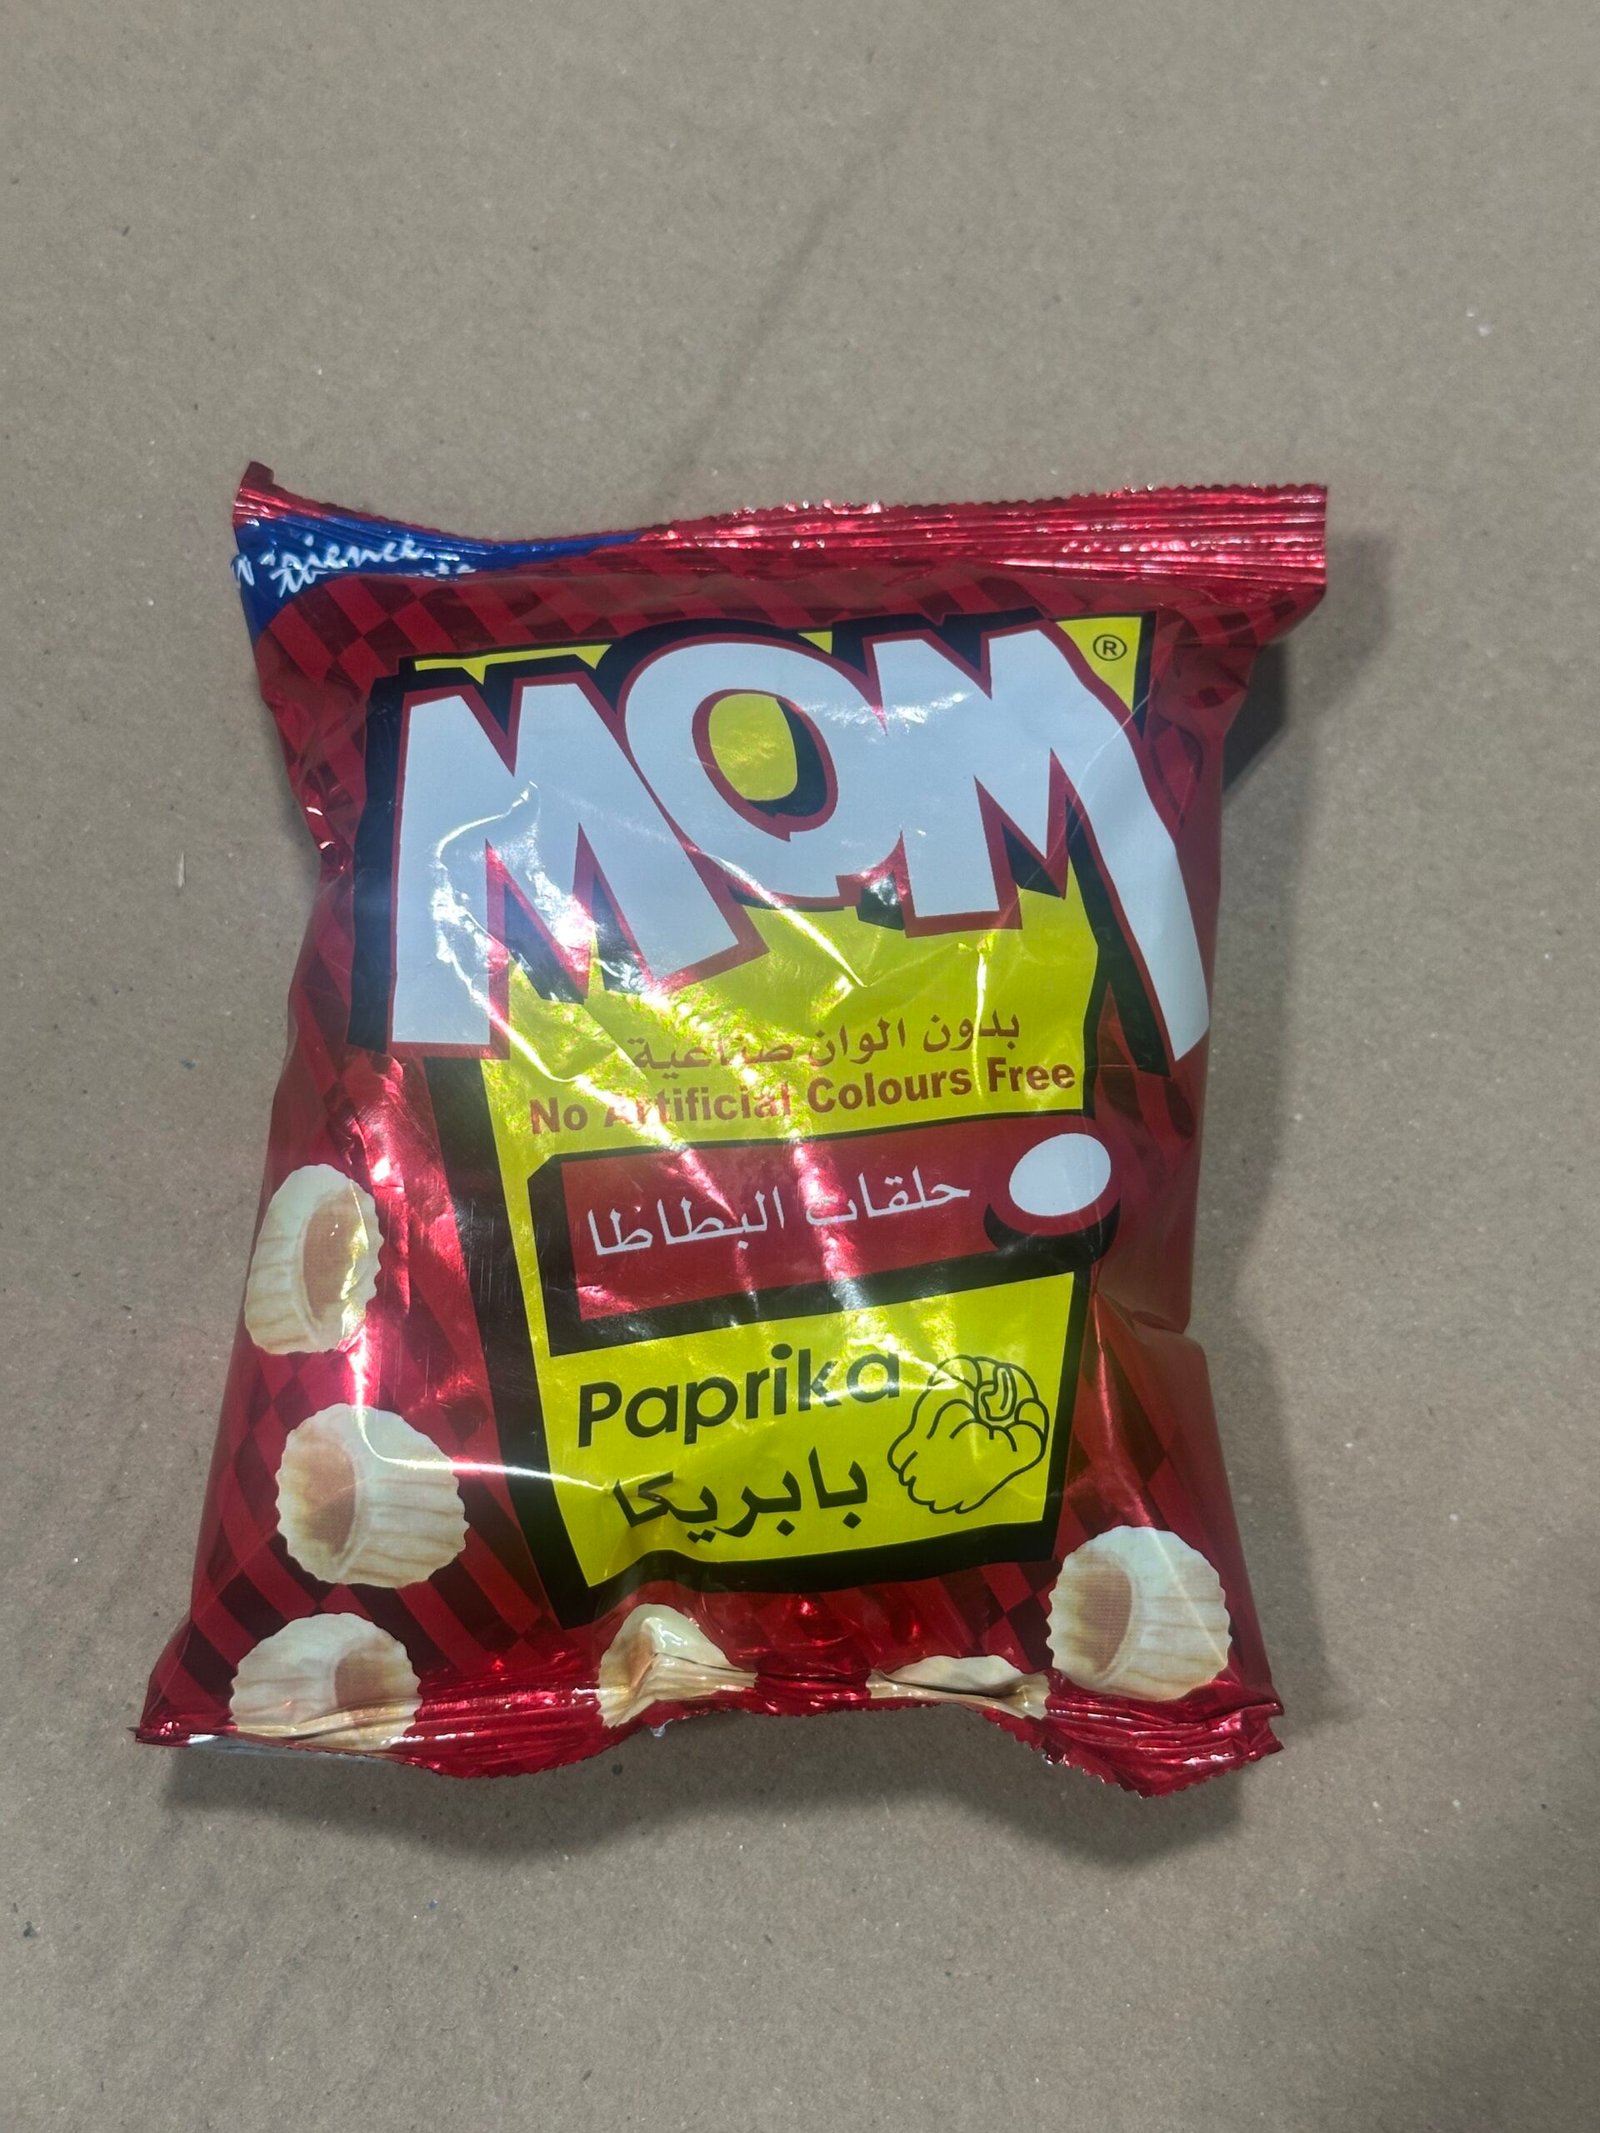 MOM ®
بدون الوان صناعية
No Artificial Colours Free
حلقات البطاطا
Paprika
بابريكا